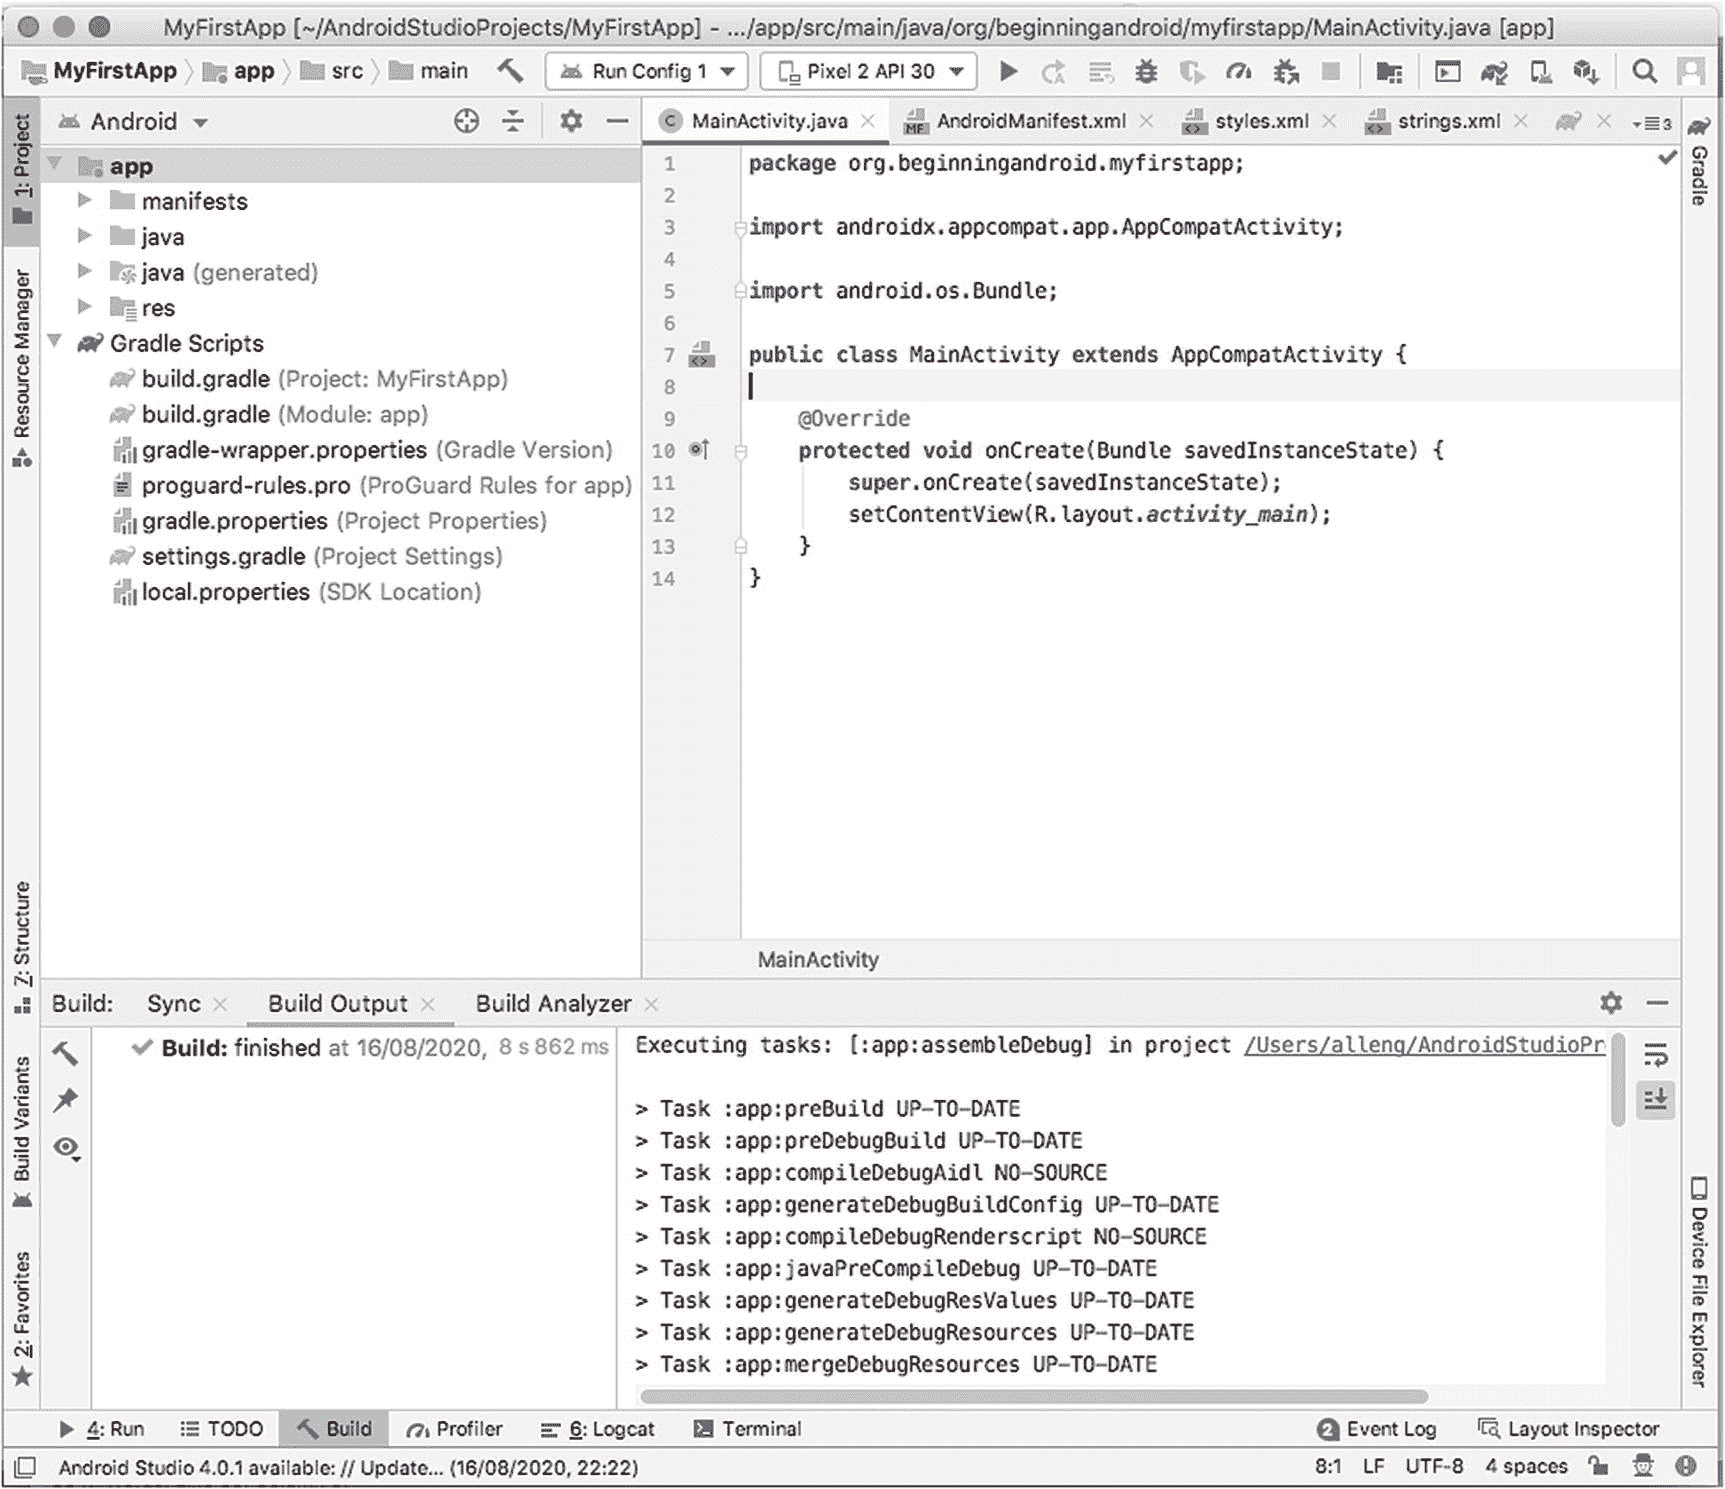 MyFirstApp [~/AndroidStudioProjects/MyFirstApp] - .../app/src/main/java/org/beginningandroid/myfirstapp/MainActivity.java [app]
MyFirstApp app src main Run Config 1 Pixel 2 API 30
1: Project
Resource Manager
7: Structure
Build Variants
2: Favorites
Android
app
manifests
java
java (generated)
res
Gradle Scripts
build.gradle (Project: MyFirstApp)
build.gradle (Module: app)
gradle-wrapper.properties (Gradle Version)
proguard-rules.pro (ProGuard Rules for app)
gradle.properties (Project Properties)
settings.gradle (Project Settings)
local.properties (SDK Location)
C MainActivity.java MF AndroidManifest.xml styles.xml strings.xml 3
1 package org.beginningandroid.myfirstapp;
2
3 import androidx.appcompat.app.AppCompatActivity;
4
5 import android.os.Bundle;
6
7 public class MainActivity extends AppCompatActivity {
8
9 @Override
10 protected void onCreate(Bundle savedInstanceState) {
11 super.onCreate(savedInstanceState);
12 setContentView(R.layout.activity_main);
13 }
14 }
MainActivity
Gradle
Device File Explorer
Build: Sync Build Output Build Analyzer
Build: finished at 16/08/2020, 8 s 862 ms
Executing tasks: [:app:assembleDebug] in project /Users/alleng/AndroidStudioPr
> Task :app:preBuild UP-TO-DATE
> Task :app:preDebugBuild UP-TO-DATE
> Task :app:compileDebugAidl NO-SOURCE
> Task :app:generateDebugBuildConfig UP-TO-DATE
> Task :app:compileDebugRenderscript NO-SOURCE
> Task :app:javaPreCompileDebug UP-TO-DATE
> Task :app:generateDebugResValues UP-TO-DATE
> Task :app:generateDebugResources UP-TO-DATE
> Task :app:mergeDebugResources UP-TO-DATE
4: Run TODO Build Profiler 6: Logcat Terminal 2 Event Log Layout Inspector
Android Studio 4.0.1 available: // Update... (16/08/2020, 22:22) 8:1 LF UTF-8 4 spaces